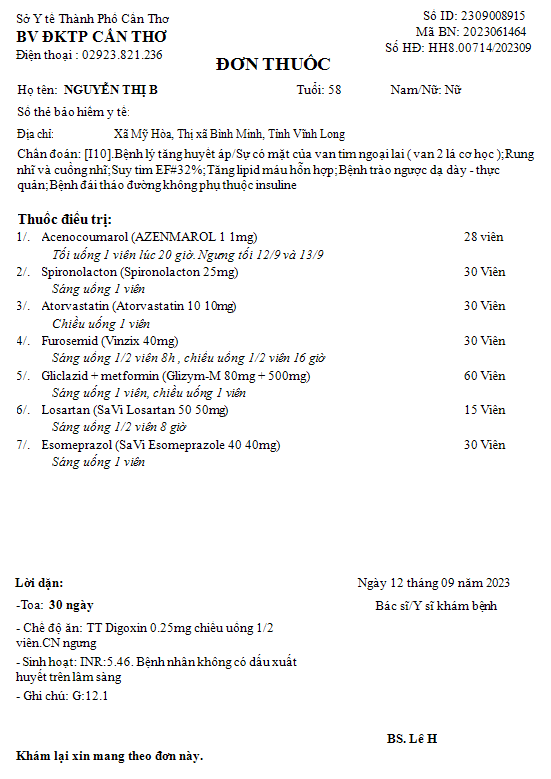 Sở Y tế Thành Phố Cần Thơ
BV ĐKTP CẦN THƠ
Điện thoại : 02923.821.236
Số ID: 2309008915
Mã BN: 2023061464
Số HĐ: HH8.00714/202309
ĐƠN THUỐC
Họ tên: NGUYỄN THỊ B Tuổi: 58 Nam/Nữ: Nữ
Số thẻ bảo hiểm y tế:
Địa chỉ: Xã Mỹ Hòa, Thị xã Bình Minh, Tỉnh Vĩnh Long
Chẩn đoán: [I10].Bệnh lý tăng huyết áp/Sự có mặt của van tim ngoại lai ( van 2 lá cơ học );Rung
nhĩ và cuồng nhĩ;Suy tim EF#32%;Tăng lipid máu hỗn hợp;Bệnh trào ngược dạ dày - thực
quản;Bệnh đái tháo đường không phụ thuộc insuline
Thuốc điều trị:
1/. Acenocoumarol (AZENMAROL 1 1mg) 28 viên
Tối uống 1 viên lúc 20 giờ. Ngưng tối 12/9 và 13/9
2/. Spironolacton (Spironolacton 25mg) 30 Viên
Sáng uống 1 viên
3/. Atorvastatin (Atorvastatin 10 10mg) 30 Viên
Chiều uống 1 viên
4/. Furosemid (Vinzix 40mg) 30 Viên
Sáng uống 1/2 viên 8h , chiều uống 1/2 viên 16 giờ
5/. Gliclazid + metformin (Glizym-M 80mg + 500mg) 60 Viên
Sáng uống 1 viên, chiều uống 1 viên
6/. Losartan (SaVi Losartan 50 50mg) 15 Viên
Sáng uống 1/2 viên 8 giờ
7/. Esomeprazol (SaVi Esomeprazole 40 40mg) 30 Viên
Sáng uống 1 viên
Lời dặn:
Ngày 12 tháng 09 năm 2023
-Toa: 30 ngày
Bác sĩ/Y sĩ khám bệnh
- Chế độ ăn: TT Digoxin 0.25mg chiều uống 1/2
viên.CN ngưng
- Sinh hoạt: INR:5.46. Bệnh nhân không có dấu xuất
huyết trên lâm sàng
- Ghi chú: G:12.1
BS. Lê H
Khám lại xin mang theo đơn này.